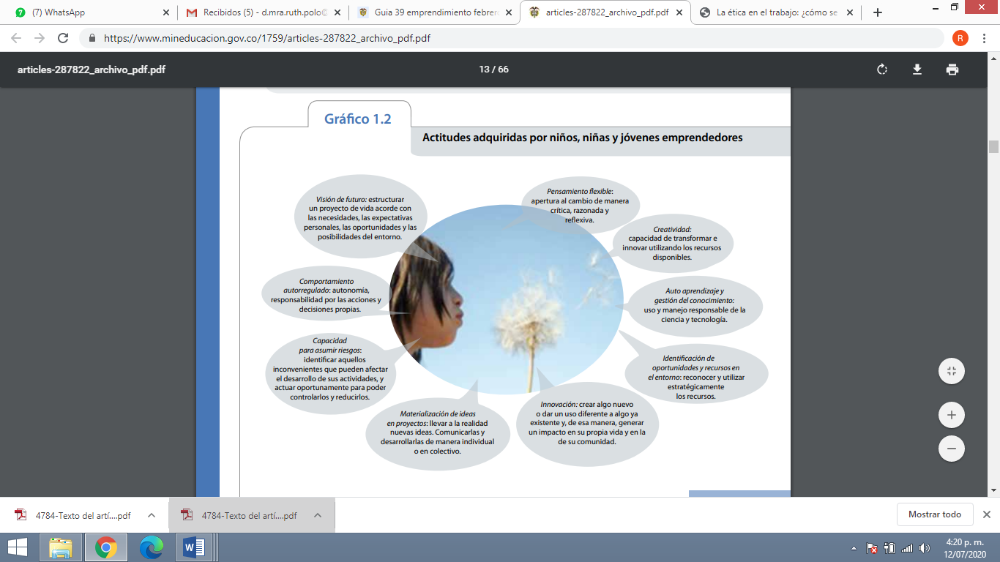 (7) WhatsApp
Recibidos (5) - d.mra.ruth.polo@
Guia 39 emprendimiento febrero
articles-287822_archivo_pdf.pdf
La ética en el trabajo: ¿cómo se
https://www.mineducacion.gov.co/1759/articles-287822_archivo_pdf.pdf
R
articles-287822_archivo_pdf.pdf
13 / 66
Gráfico 1.2
Actitudes adquiridas por niños, niñas y jóvenes emprendedores
Visión de futuro: estructurar
un proyecto de vida acorde con
las necesidades, las expectativas
personales, las oportunidades y las
posibilidades del entorno.
Pensamiento flexible:
apertura al cambio de manera
crítica, razonada y
reflexiva.
Creatividad:
capacidad de transformar e
innovar utilizando los recursos
disponibles.
Comportamiento
autorregulado: autonomía,
responsabilidad por las acciones y
decisiones propias.
Auto aprendizaje y
gestión del conocimiento:
uso y manejo responsable de la
ciencia y tecnología.
Capacidad
para asumir riesgos:
identificar aquellos
inconvenientes que pueden afectar
el desarrollo de sus actividades, y
actuar oportunamente para poder
controlarlos y reducirlos.
Identificación de
oportunidades y recursos en
el entorno: reconocer y utilizar
estratégicamente
los recursos.
Materialización de ideas
en proyectos: llevar a la realidad
nuevas ideas. Comunicarlas y
desarrollarlas de manera individual
o en colectivo.
Innovación: crear algo nuevo
o dar un uso diferente a algo ya
existente y, de esa manera, generar
un impacto en su propia vida y en la
de su comunidad.
4784-Texto del artí....pdf
4784-Texto del artí....pdf
Mostrar todo
4:20 p. m.
12/07/2020